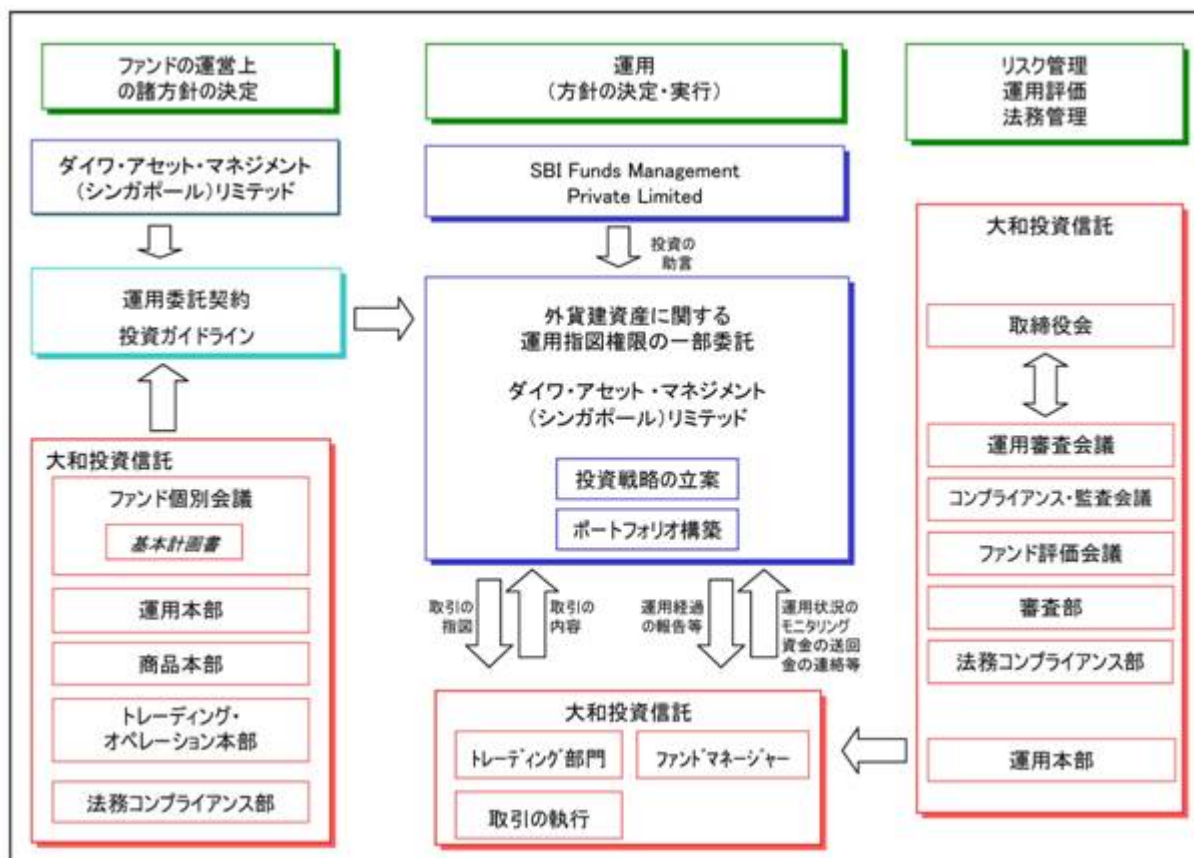 ファンドの運営上
の諸方針の決定
ダイワ・アセット・マネジメント
(シンガポール)リミテッド
運用委託契約
投資ガイドライン
大和投資信託
ファンド個別会議
基本計画書
運用本部
商品本部
トレーディング・
オペレーション本部
法務コンプライアンス部
運用
(方針の決定・実行)
SBI Funds Management
Private Limited
投資の
助言
外貨建資産に関する
運用指図権限の一部委託
ダイワ・アセット・マネジメント
(シンガポール)リミテッド
投資戦略の立案
ポートフォリオ構築
取引の
指図
取引の
内容
運用経過
の報告等
運用状況の
モニタリング
資金の送回
金の連絡等
大和投資信託
トレーディング部門
ファンドマネージャー
取引の執行
リスク管理
運用評価
法務管理
大和投資信託
取締役会
運用審査会議
コンプライアンス・監査会議
ファンド評価会議
審査部
法務コンプライアンス部
運用本部